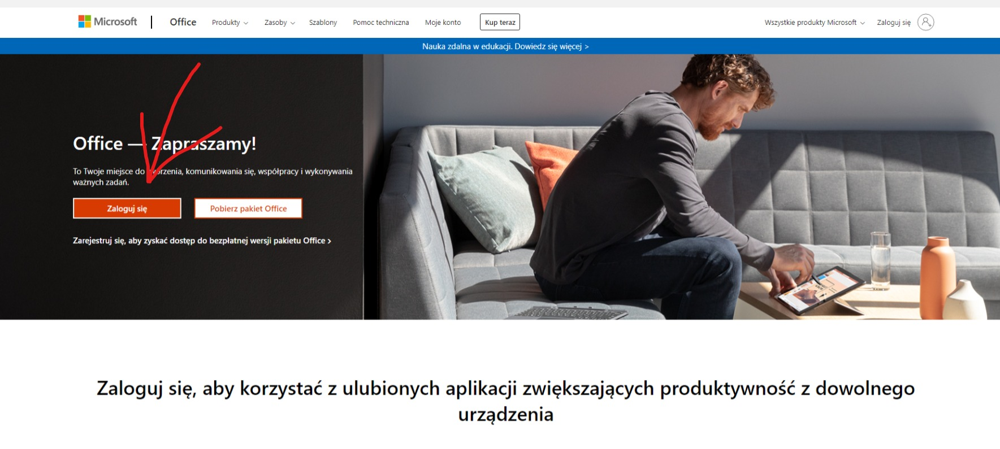 Microsoft | Office Produkty Zasoby Szablony Pomoc techniczna Moje konto Kup teraz Wszystkie produkty Microsoft Zaloguj się
Nauka zdalna w edukacji. Dowiedz się więcej >
Office — Zapraszamy!
To Twoje miejsce do tworzenia, komunikowania się, współpracy i wykonywania
ważnych zadań.
Zaloguj się Pobierz pakiet Office
Zarejestruj się, aby zyskać dostęp do bezpłatnej wersji pakietu Office >
Zaloguj się, aby korzystać z ulubionych aplikacji zwiększających produktywność z dowolnego
urządzenia